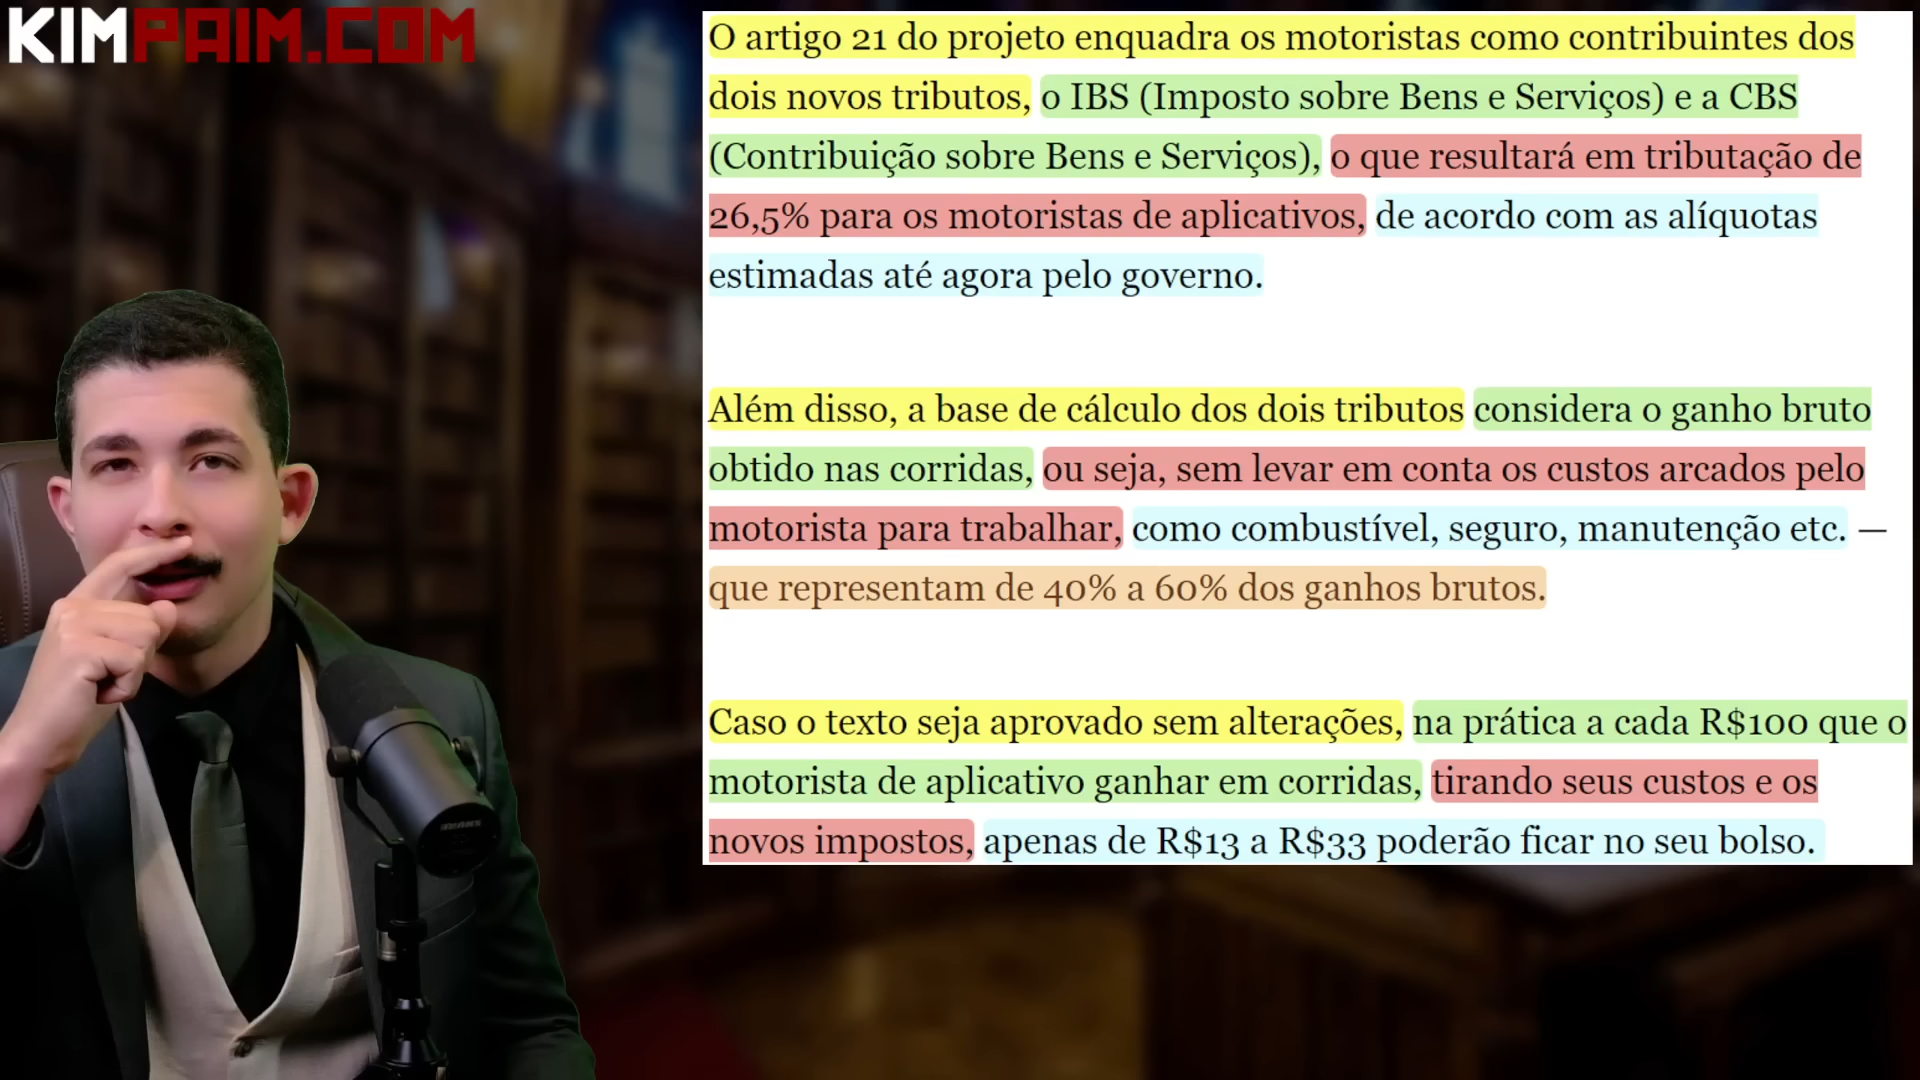 KIMPAIM.COM
O artigo 21 do projeto enquadra os motoristas como contribuintes dos
dois novos tributos, o IBS (Imposto sobre Bens e Serviços) e a CBS
(Contribuição sobre Bens e Serviços), o que resultará em tributação de
26,5% para os motoristas de aplicativos, de acordo com as alíquotas
estimadas até agora pelo governo.
Além disso, a base de cálculo dos dois tributos considera o ganho bruto
obtido nas corridas, ou seja, sem levar em conta os custos arcados pelo
motorista para trabalhar, como combustível, seguro, manutenção etc. —
que representam de 40% a 60% dos ganhos brutos.
Caso o texto seja aprovado sem alterações, na prática a cada R$100 que o
motorista de aplicativo ganhar em corridas, tirando seus custos e os
novos impostos, apenas de R$13 a R$33 poderão ficar no seu bolso.